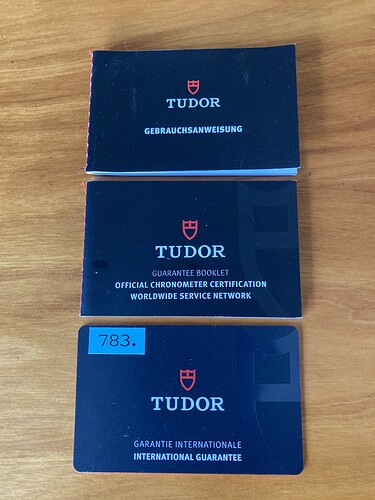 TUDOR
GEBRAUCHSANWEISUNG
TUDOR
GUARANTEE BOOKLET
OFFICIAL CHRONOMETER CERTIFICATION
WORLDWIDE SERVICE NETWORK
783.
TUDOR
GARANTIE INTERNATIONALE
INTERNATIONAL GUARANTEE